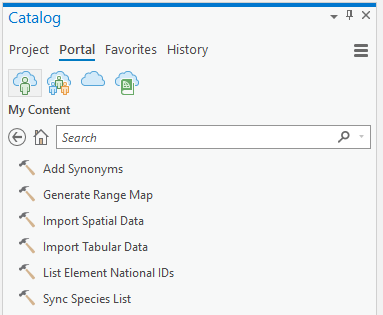 Catalog
Project Portal Favorites History
My Content
Search
Add Synonyms
Generate Range Map
Import Spatial Data
Import Tabular Data
List Element National IDs
Sync Species List